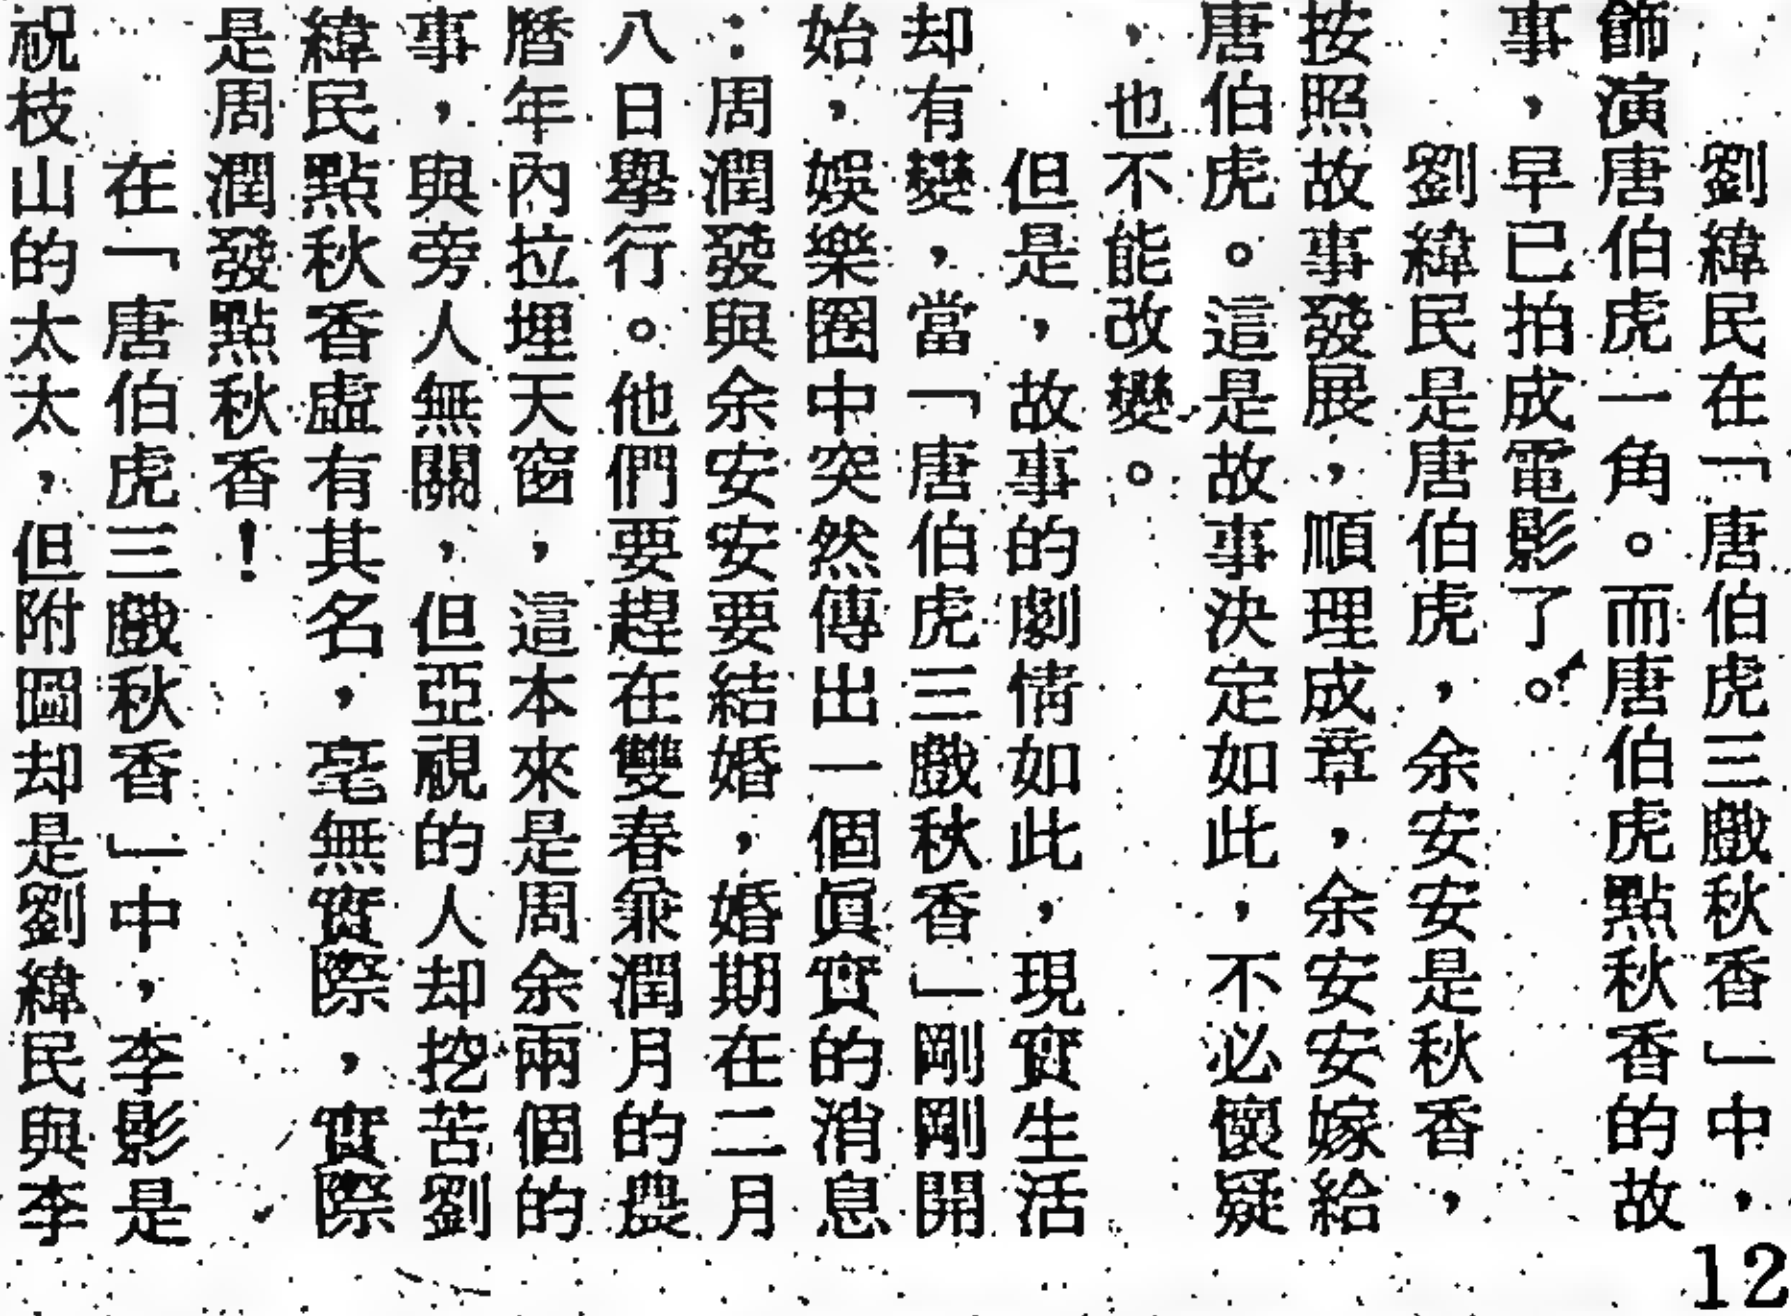 劉緯民在「唐伯虎三戲秋香」中，
飾演唐伯虎一角。而唐伯虎點秋香的故
事，早已拍成電影了。
劉緯民是唐伯虎，余安安是秋香，
按照故事發展，順理成章，余安安嫁給
唐伯虎。這是故事決定如此，不必懷疑
，也不能改變。
但是，故事的劇情如此，現實生活
却有變，當「唐伯虎三戲秋香」剛剛開
始，娛樂圈中突然傳出一個眞實的消息
：周潤發與余安安要結婚，婚期在二月
八日舉行。他們要趕在雙春兼潤月的農
曆年內拉埋天窗，這本來是周余兩個的
事，與旁人無關，但亞視的人却挖苦劉
緯民點秋香虛有其名，毫無實際，實際
是周潤發點秋香！
在「唐伯虎三戲秋香」中，李影是
祝枝山的太太，但附圖却是劉緯民與李
12